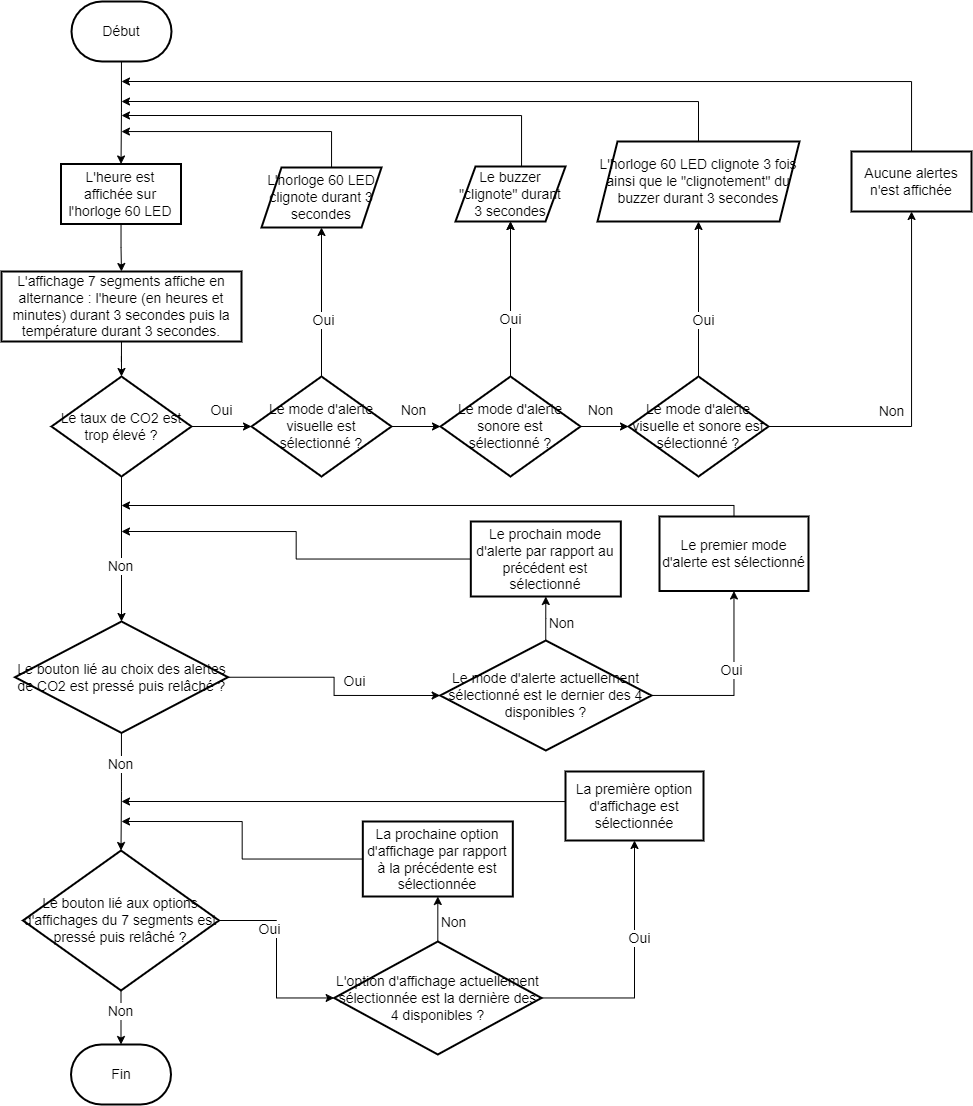 Début
L'heure est
affichée sur
l'horloge 60 LED
L'horloge 60 LED
clignote durant 3
secondes
Le buzzer
"clignote" durant
3 secondes
L'horloge 60 LED clignote 3 fois
ainsi que le "clignotement" du
buzzer durant 3 secondes
Aucune alertes
n'est affichée
L'affichage 7 segments affiche en
alternance : l'heure (en heures et
minutes) durant 3 secondes puis la
température durant 3 secondes.
Oui
Oui
Oui
Le taux de CO2 est
trop élevé ?
Oui
Le mode d'alerte
visuelle est
sélectionné ?
Non
Le mode d'alerte
sonore est
sélectionné ?
Non
Le mode d'alerte
visuelle et sonore est
sélectionné ?
Non
Non
Le prochain mode
d'alerte par rapport au
précédent est
sélectionné
Le premier mode
d'alerte est sélectionné
Non
Oui
Le bouton lié au choix des alertes
de CO2 est pressé puis relâché ?
Oui
Le mode d'alerte actuellement
sélectionné est le dernier des 4
disponibles ?
Non
La première option
d'affichage est
sélectionnée
La prochaine option
d'affichage par rapport
à la précédente est
sélectionnée
Le bouton lié aux options
d'affichages du 7 segments est
pressé puis relâché ?
Oui
Non
Oui
L'option d'affichage actuellement
sélectionnée est la dernière des
4 disponibles ?
Non
Fin